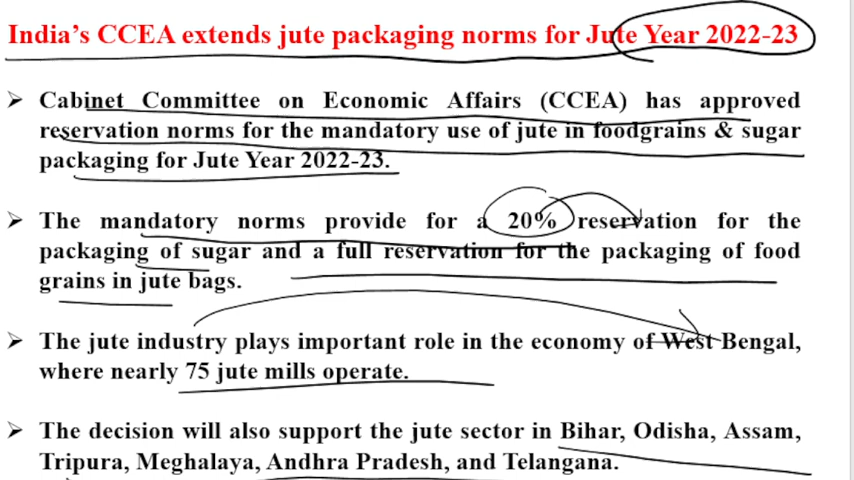 India's CCEA extends jute packaging norms for Jute Year 2022-23
➢ Cabinet Committee on Economic Affairs (CCEA) has approved
reservation norms for the mandatory use of jute in foodgrains & sugar
packaging for Jute Year 2022-23.
➢ The mandatory norms provide for a 20% reservation for the
packaging of sugar and a full reservation for the packaging of food
grains in jute bags.
➢ The jute industry plays important role in the economy of West Bengal,
where nearly 75 jute mills operate.
➢ The decision will also support the jute sector in Bihar, Odisha, Assam,
Tripura, Meghalaya, Andhra Pradesh, and Telangana.